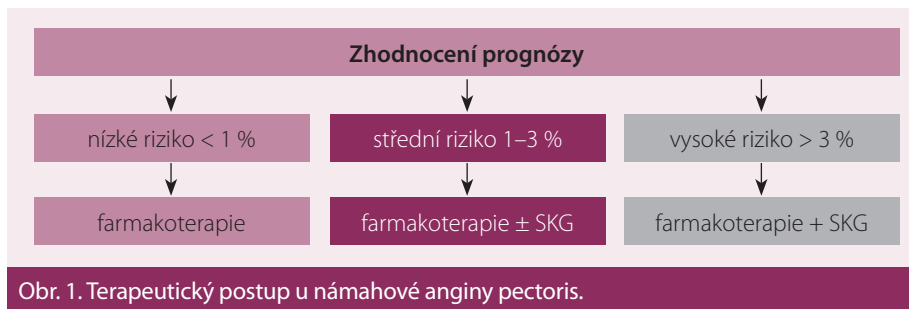 Zhodnocení prognózy
nízké riziko < 1 %
střední riziko 1–3 %
vysoké riziko > 3 %
farmakoterapie
farmakoterapie ± SKG
farmakoterapie + SKG
Obr. 1. Terapeutický postup u námahové anginy pectoris.